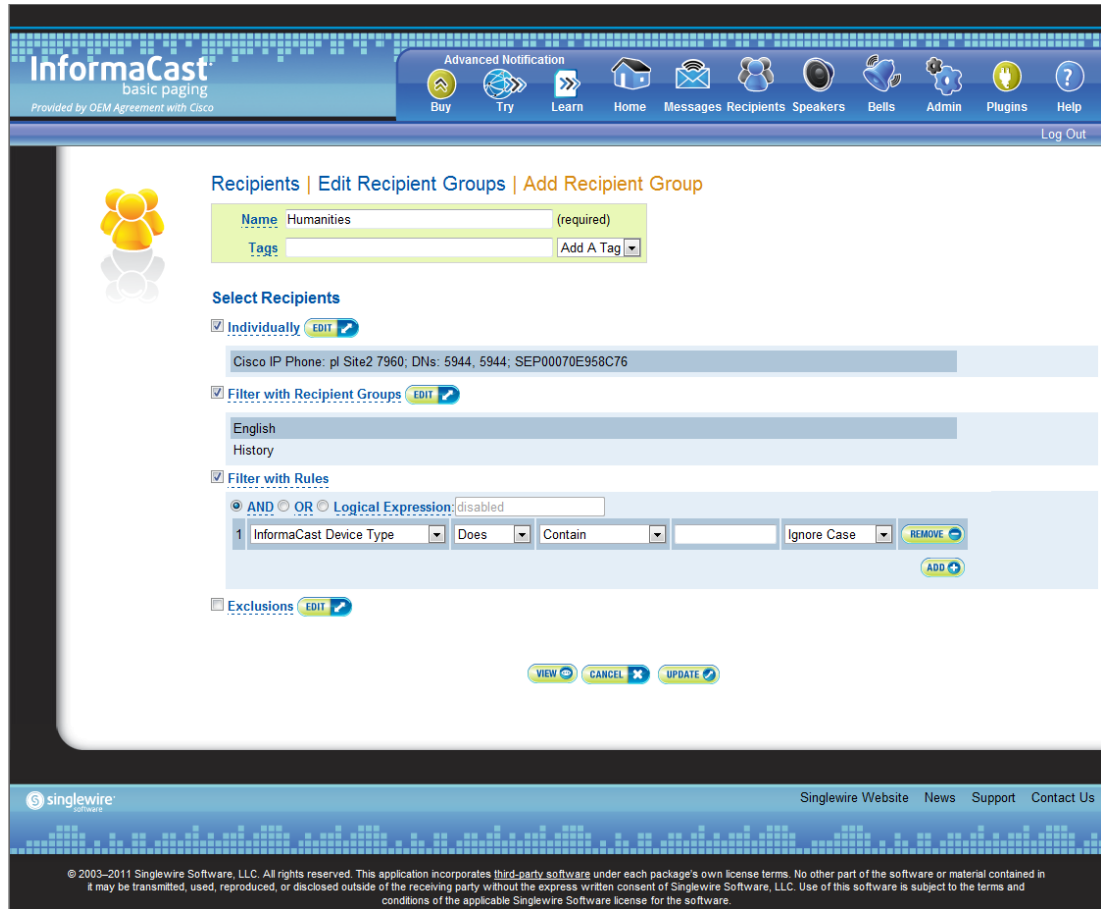 InformaCast
basic paging
Provided by OEM Agreement with Cisco
Advanced Notification
Buy Try Learn Home Messages Recipients Speakers Bells Admin Plugins Help
Log Out
Recipients | Edit Recipient Groups | Add Recipient Group
Name Humanities (required)
Tags Add A Tag
Select Recipients
Individually EDIT
Cisco IP Phone: pl Site2 7960; DNs: 5944, 5944; SEP00070E958C76
Filter with Recipient Groups EDIT
English
History
Filter with Rules
AND OR Logical Expression: disabled
1 InformaCast Device Type Does Contain Ignore Case REMOVE
ADD
Exclusions EDIT
VIEW CANCEL UPDATE
singlewire software Singlewire Website News Support Contact Us
© 2003–2011 Singlewire Software, LLC. All rights reserved. This application incorporates third-party software under each package's own license terms. No other part of the software or material contained in
it may be transmitted, used, reproduced, or disclosed outside of the receiving party without the express written consent of Singlewire Software, LLC. Use of this software is subject to the terms and
conditions of the applicable Singlewire Software license for the software.